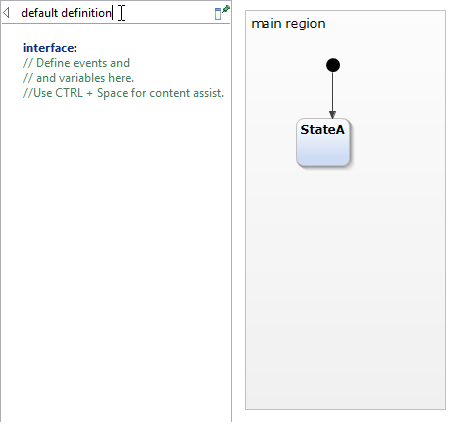 default definition
interface:
// Define events and
// and variables here.
//Use CTRL + Space for content assist.
main region
StateA